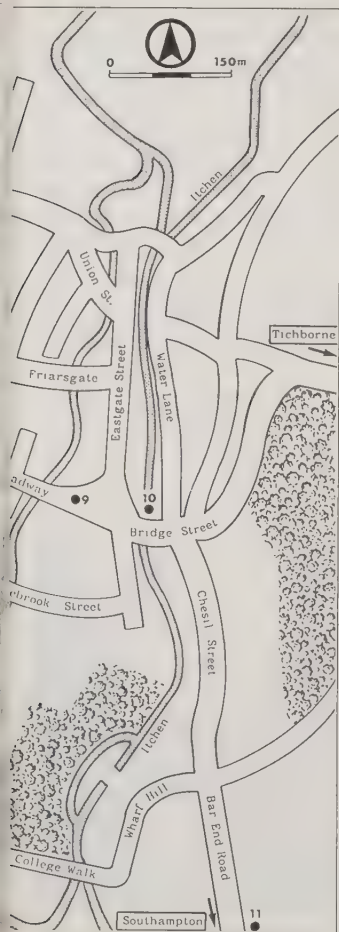 0 150m
Itchen
Union St.
Tichborne
Friarsgate
Eastgate Street
Water Lane
adway
9
10
Bridge Street
ebrook Street
Chesil Street
Itchen
Wharf Hill
Bar End Road
College Walk
Southampton
11